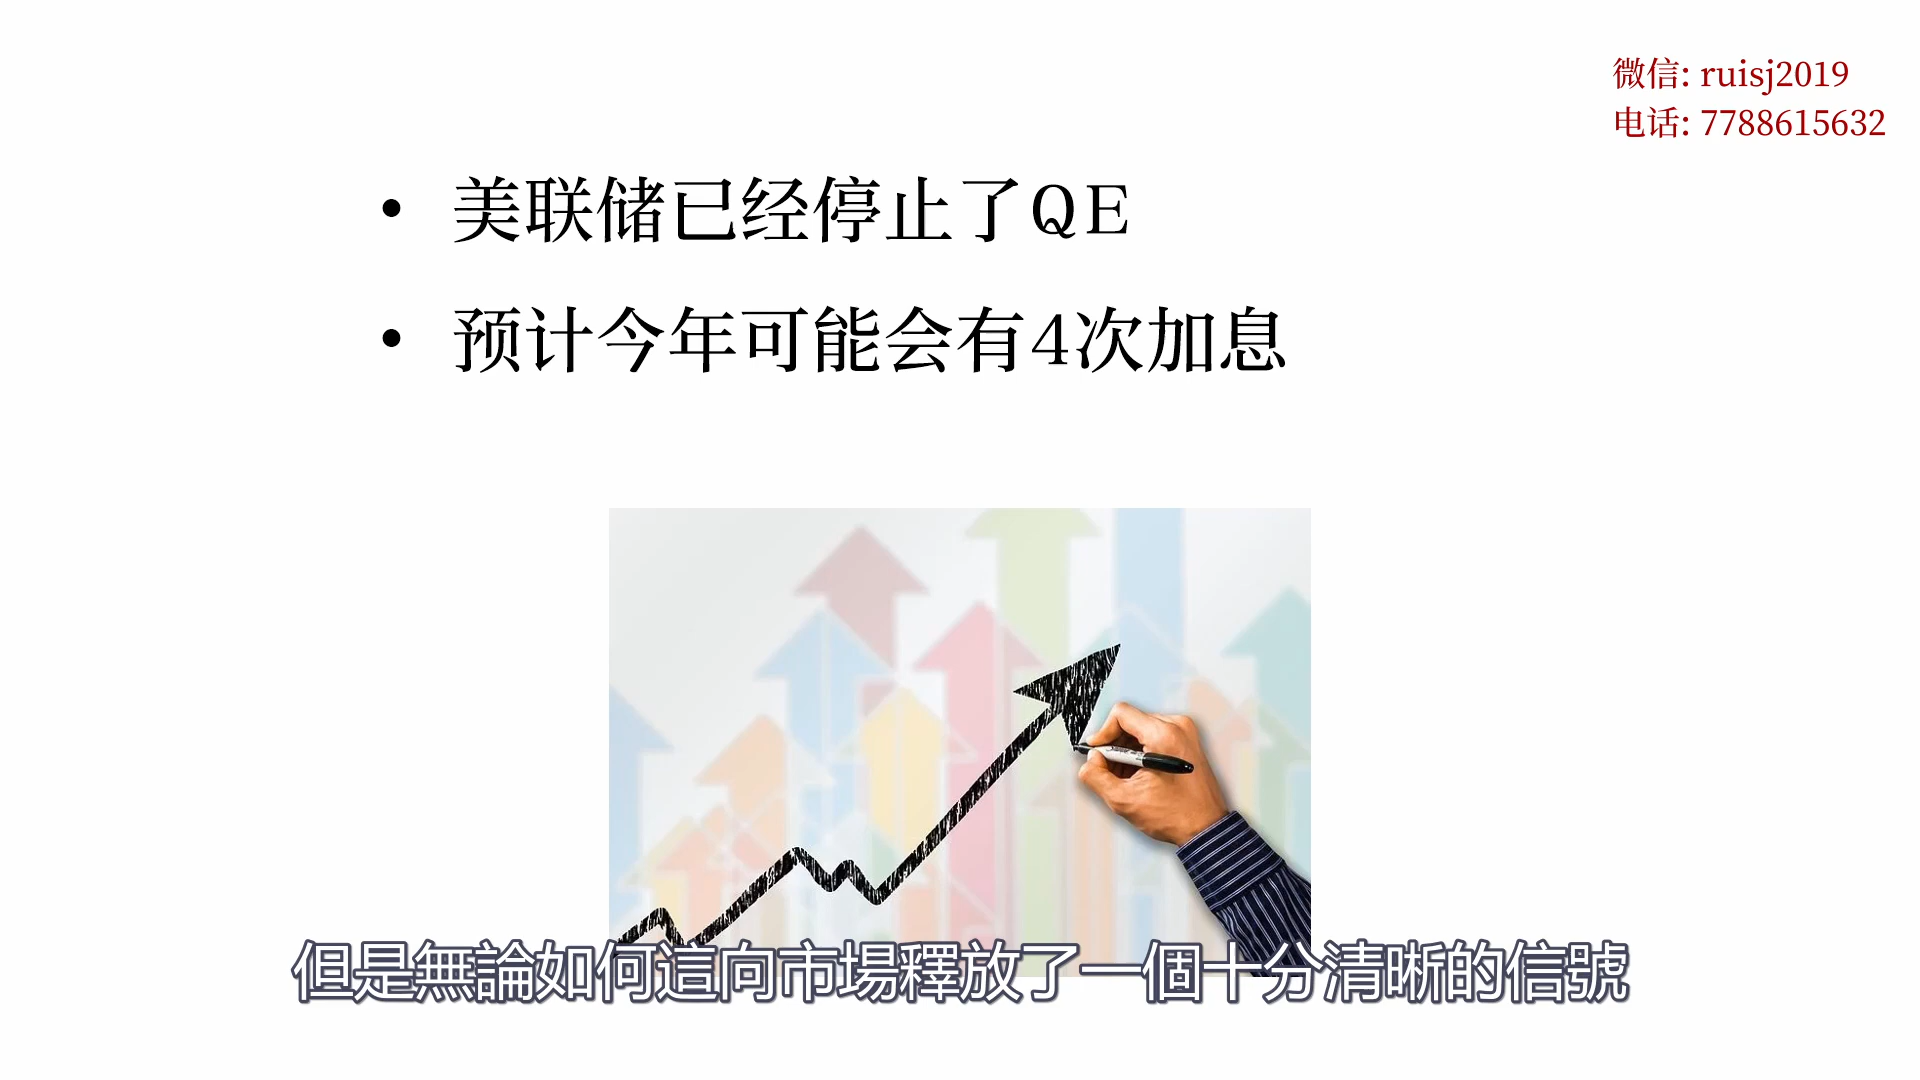 微信: ruisj2019
电话: 7788615632
• 美联储已经停止了QE
• 预计今年可能会有4次加息
但是無論如何這向市場釋放了一個十分清晰的信號